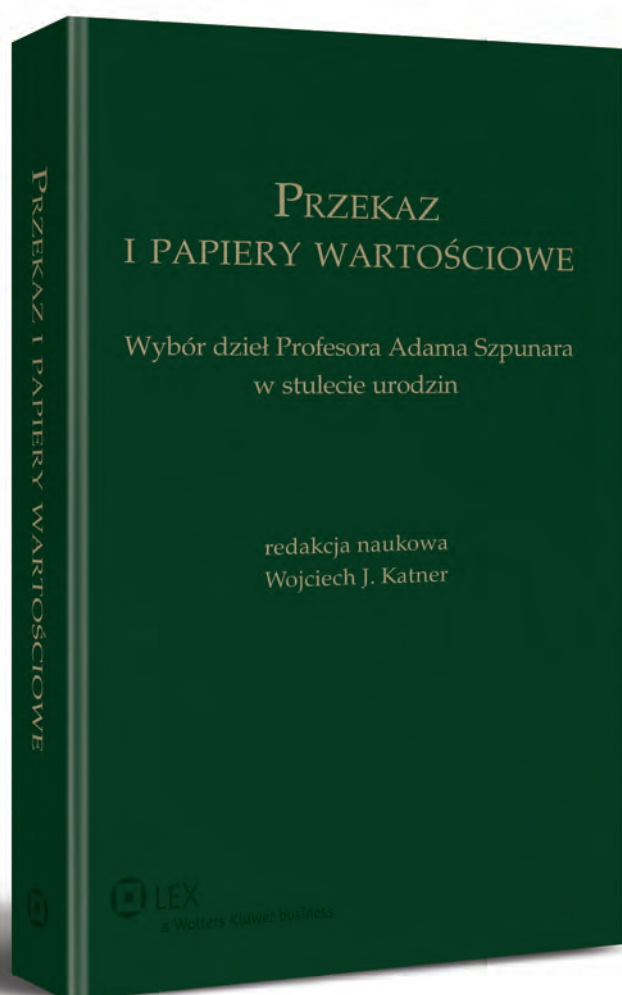 PRZEKAZ I PAPIERY WARTOŚCIOWE
PRZEKAZ
I PAPIERY WARTOŚCIOWE
Wybór dzieł Profesora Adama Szpunara
w stulecie urodzin
redakcja naukowa
Wojciech J. Katner
LEX
a Wolters Kluwer business